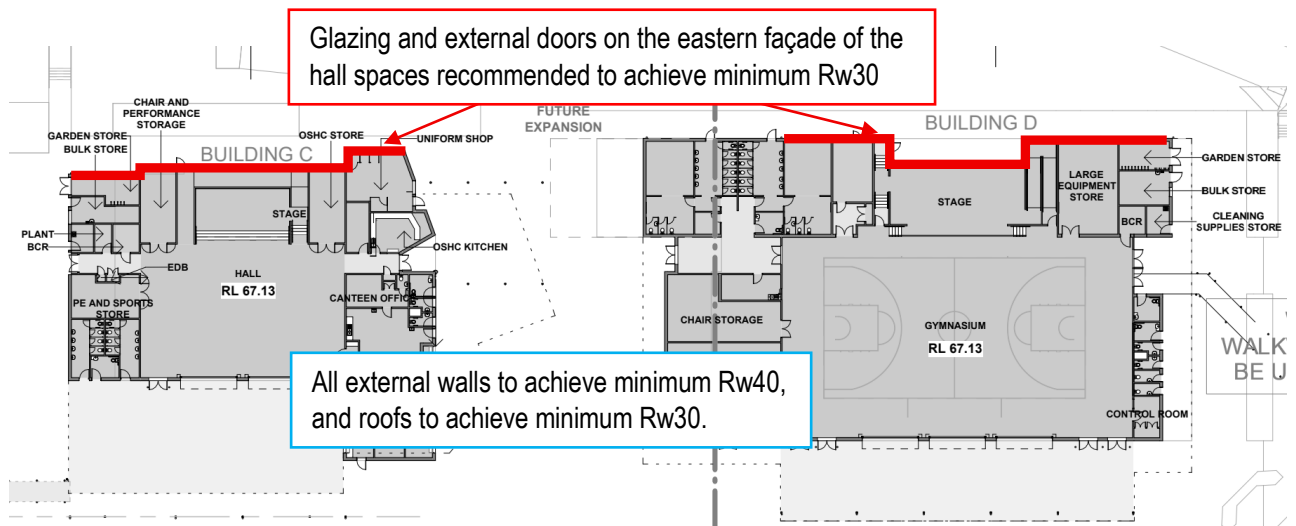 Glazing and external doors on the eastern façade of the
hall spaces recommended to achieve minimum Rw30
CHAIR AND
PERFORMANCE
STORAGE
GARDEN STORE
BULK STORE
BUILDING C
OSHC STORE
UNIFORM SHOP
STAGE
PLANT
BCR
OSHC KITCHEN
EDB
HALL
RL 67.13
PE AND SPORTS
STORE
CANTEEN OFFICE
FUTURE
EXPANSION
BUILDING D
GARDEN STORE
LARGE
EQUIPMENT
STORE
BULK STORE
STAGE
BCR
CLEANING
SUPPLIES STORE
CHAIR STORAGE
GYMNASIUM
RL 67.13
WALK
BE U
CONTROL ROOM
All external walls to achieve minimum Rw40,
and roofs to achieve minimum Rw30.